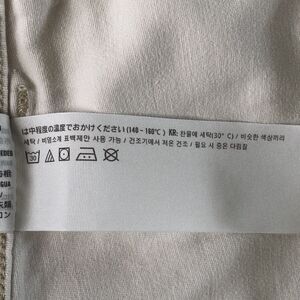 は中程度の温度でおかけください(140～160℃) KR: 찬물에 세탁(30° C) / 비슷한 색상끼리
세탁 / 비염소계 표백제만 사용 가능 / 건조기에서 저온 건조 / 필요 시 중온 다림질